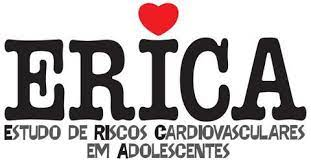 ERICA
ESTUDO DE RISCOS CARDIOVASCULARES
EM ADOLESCENTES